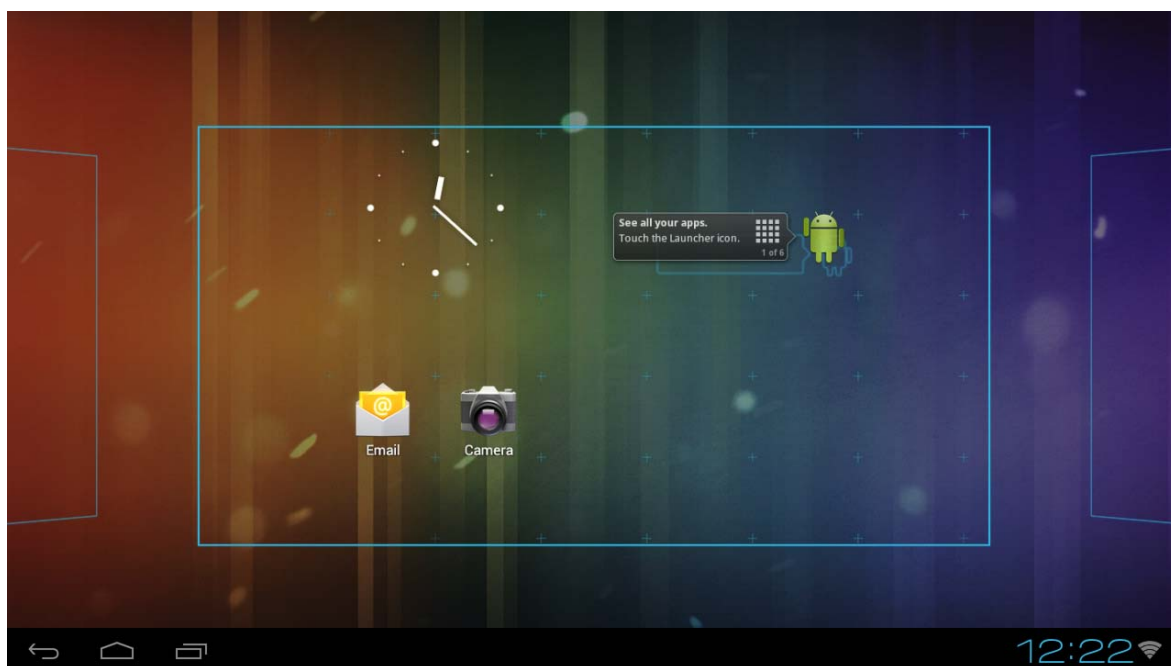 See all your apps.
Touch the Launcher icon.
1 of 6
@
Email
Camera
12:22